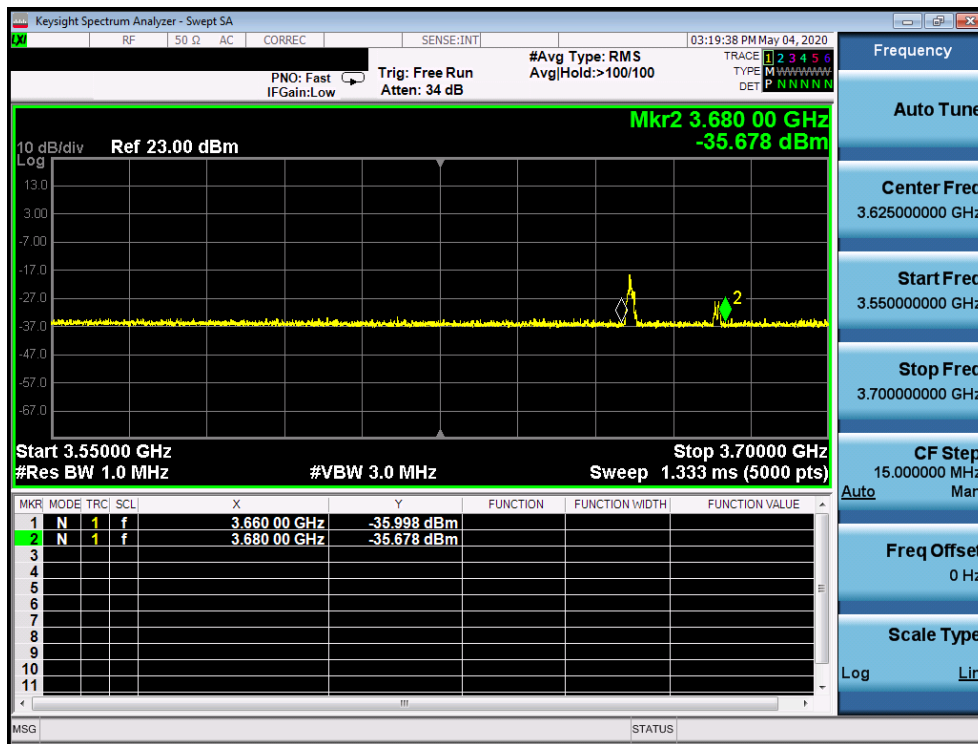 Keysight Spectrum Analyzer - Swept SA
LXI RF 50 Ω AC CORREC SENSE:INT 03:19:38 PM May 04, 2020
PNO: Fast
IFGain:Low
Trig: Free Run
Atten: 34 dB
#Avg Type: RMS
Avg|Hold:>100/100
TRACE 1 2 3 4 5 6
TYPE M WWWWW
DET P N N N N N
Mkr2 3.680 00 GHz
-35.678 dBm
10 dB/div Ref 23.00 dBm
Log
13.0
3.00
-7.00
-17.0
-27.0
-37.0
-47.0
-57.0
-67.0
2
Start 3.55000 GHz Stop 3.70000 GHz
#Res BW 1.0 MHz #VBW 3.0 MHz Sweep 1.333 ms (5000 pts)
MKR MODE TRC SCL X Y FUNCTION FUNCTION WIDTH FUNCTION VALUE
1 N 1 f 3.660 00 GHz -35.998 dBm
2 N 1 f 3.680 00 GHz -35.678 dBm
3
4
5
6
7
8
9
10
11
MSG STATUS
Frequency
Auto Tune
Center Freq
3.625000000 GHz
Start Freq
3.550000000 GHz
Stop Freq
3.700000000 GHz
CF Step
15.000000 MHz
Auto Man
Freq Offset
0 Hz
Scale Type
Log Lin